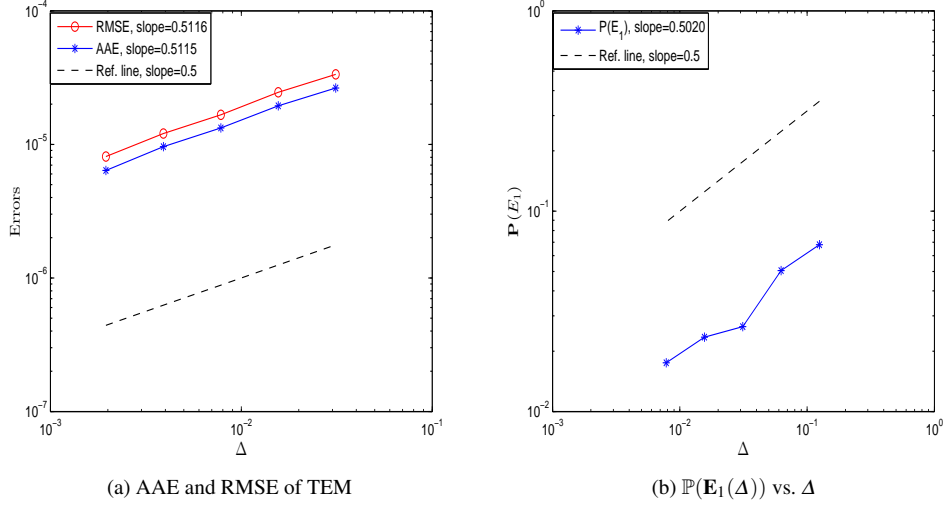 RMSE, slope=0.5116
AAE, slope=0.5115
Ref. line, slope=0.5
10⁻⁴
10⁻⁵
10⁻⁶
10⁻⁷
Errors
10⁻³
10⁻²
10⁻¹
Δ
(a) AAE and RMSE of TEM
P(E₁), slope=0.5020
Ref. line, slope=0.5
10⁰
10⁻¹
10⁻²
P(E₁)
10⁻³
10⁻²
10⁻¹
10⁰
Δ
(b) ℙ(E₁(Δ)) vs. Δ